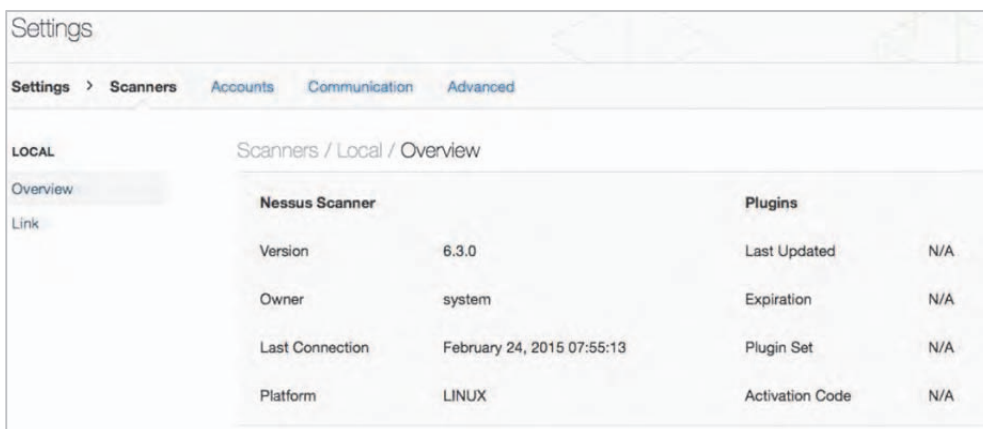 Settings
Settings > Scanners Accounts Communication Advanced
LOCAL
Overview
Link
Scanners / Local / Overview
Nessus Scanner Plugins
Version 6.3.0 Last Updated N/A
Owner system Expiration N/A
Last Connection February 24, 2015 07:55:13 Plugin Set N/A
Platform LINUX Activation Code N/A